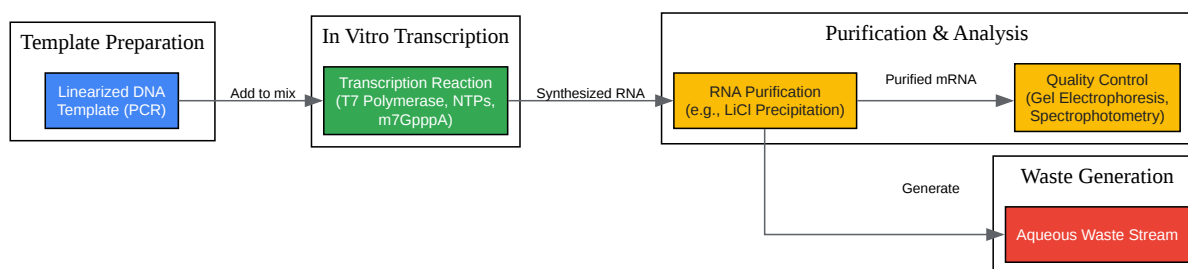 Template Preparation
Linearized DNA
Template (PCR)
Add to mix
In Vitro Transcription
Transcription Reaction
(T7 Polymerase, NTPs,
m7GpppA)
Synthesized RNA
Purification & Analysis
RNA Purification
(e.g., LiCl Precipitation)
Purified mRNA
Quality Control
(Gel Electrophoresis,
Spectrophotometry)
Generate
Waste Generation
Aqueous Waste Stream